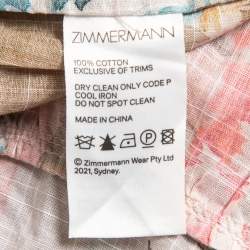 ZIMMERMANN
100% COTTON
EXCLUSIVE OF TRIMS
DRY CLEAN ONLY CODE P
COOL IRON
DO NOT SPOT CLEAN
MADE IN CHINA
P
© Zimmermann Wear Pty Ltd
2021, Sydney.